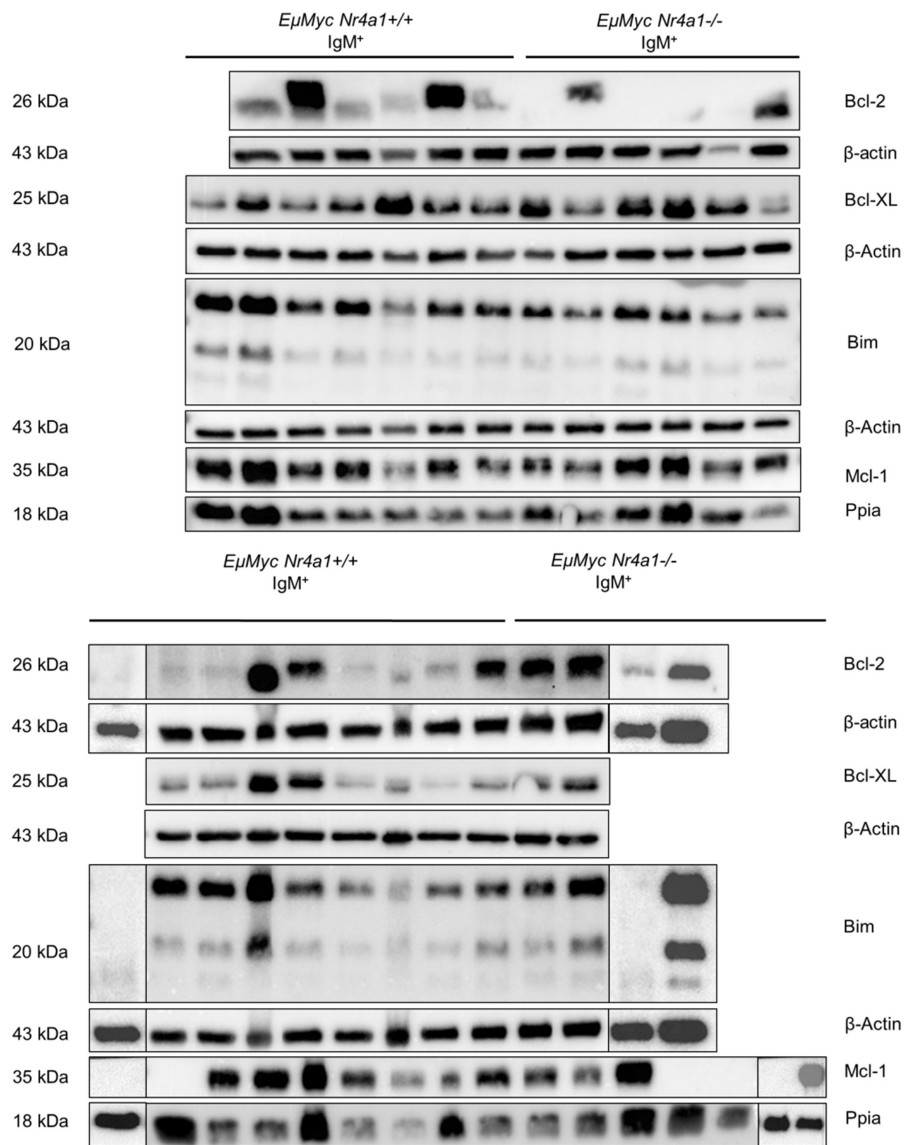 EμMyc Nr4a1+/+ EμMyc Nr4a1-/-
IgM+ IgM+
26 kDa Bcl-2
43 kDa β-actin
25 kDa Bcl-XL
43 kDa β-Actin
20 kDa Bim
43 kDa β-Actin
35 kDa Mcl-1
18 kDa Ppia
EμMyc Nr4a1+/+ EμMyc Nr4a1-/-
IgM+ IgM+
26 kDa Bcl-2
43 kDa β-actin
25 kDa Bcl-XL
43 kDa β-Actin
20 kDa Bim
43 kDa β-Actin
35 kDa Mcl-1
18 kDa Ppia